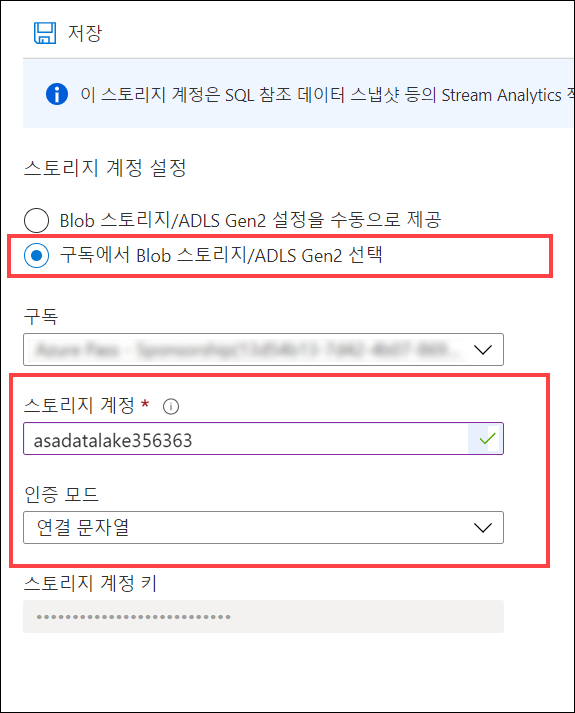 저장
이 스토리지 계정은 SQL 참조 데이터 스냅샷 등의 Stream Analytics
스토리지 계정 설정
Blob 스토리지/ADLS Gen2 설정을 수동으로 제공
구독에서 Blob 스토리지/ADLS Gen2 선택
구독
스토리지 계정 *
asadatalake356363
인증 모드
연결 문자열
스토리지 계정 키